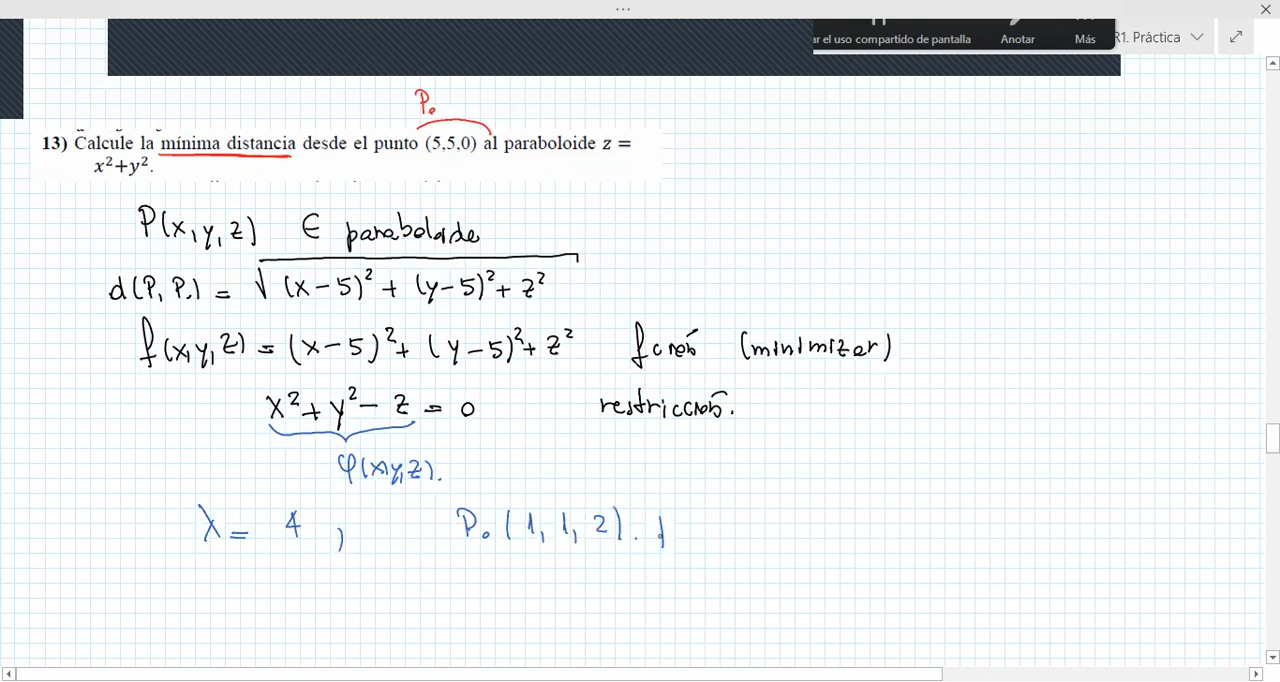 ...
ar el uso compartido de pantalla
Anotar
Más
R1. Práctica
P₀
13) Calcule la mínima distancia desde el punto (5,5,0) al paraboloide z =
x²+y².
P(x,y,z) ∈ paraboloide
d(P,P₀) = √(x-5)²+(y-5)²+z²
f(x,y,z) = (x-5)²+(y-5)²+z² función (minimizar)
x²+y²-z = 0 restricción.
φ(x,y,z).
λ = 4 , P₀(1,1,2).